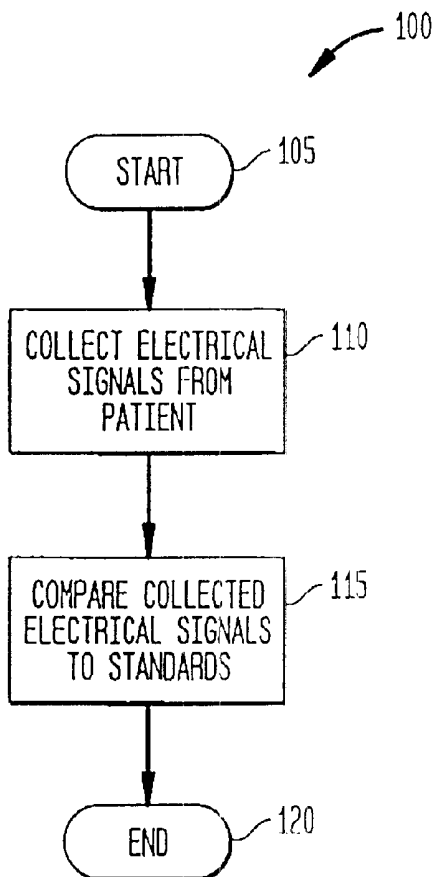 100
START
105
COLLECT ELECTRICAL
SIGNALS FROM
PATIENT
110
COMPARE COLLECTED
ELECTRICAL SIGNALS
TO STANDARDS
115
END
120